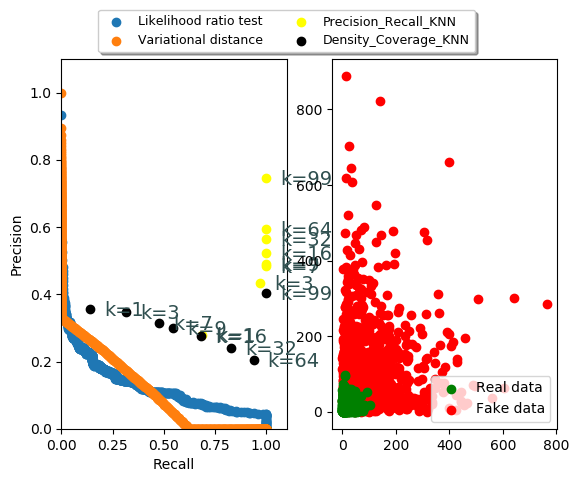 Likelihood ratio test
Variational distance
Precision_Recall_KNN
Density_Coverage_KNN
1.0
0.8
0.6
0.4
0.2
0.0
Precision
k=99
k=64
k=32
k=16
k=3
k=99
k=1
k=3
k=7
k=9
k=16
k=32
k=64
0.00
0.25
0.50
0.75
1.00
Recall
800
600
400
200
0
Real data
Fake data
0
200
400
600
800